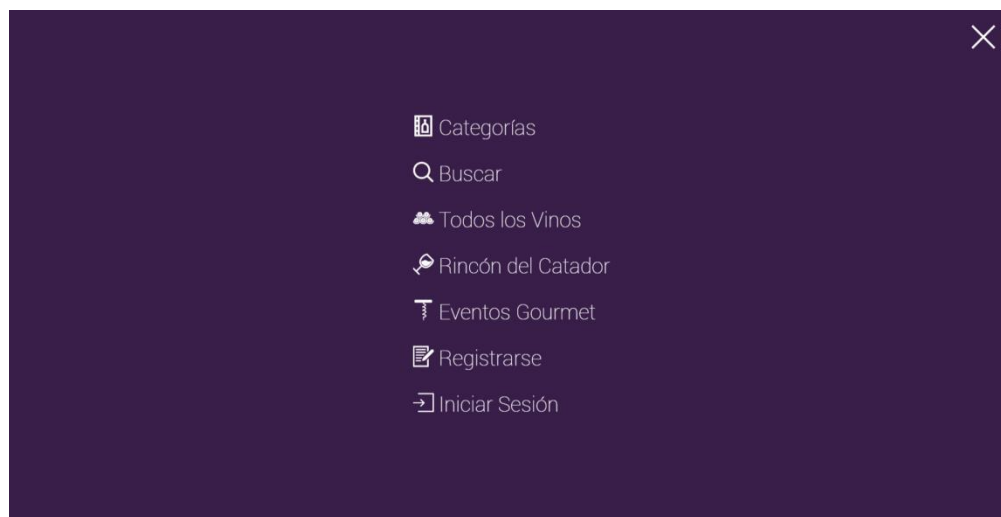 Categorías
Buscar
Todos los Vinos
Rincón del Catador
Eventos Gourmet
Registrarse
Iniciar Sesión